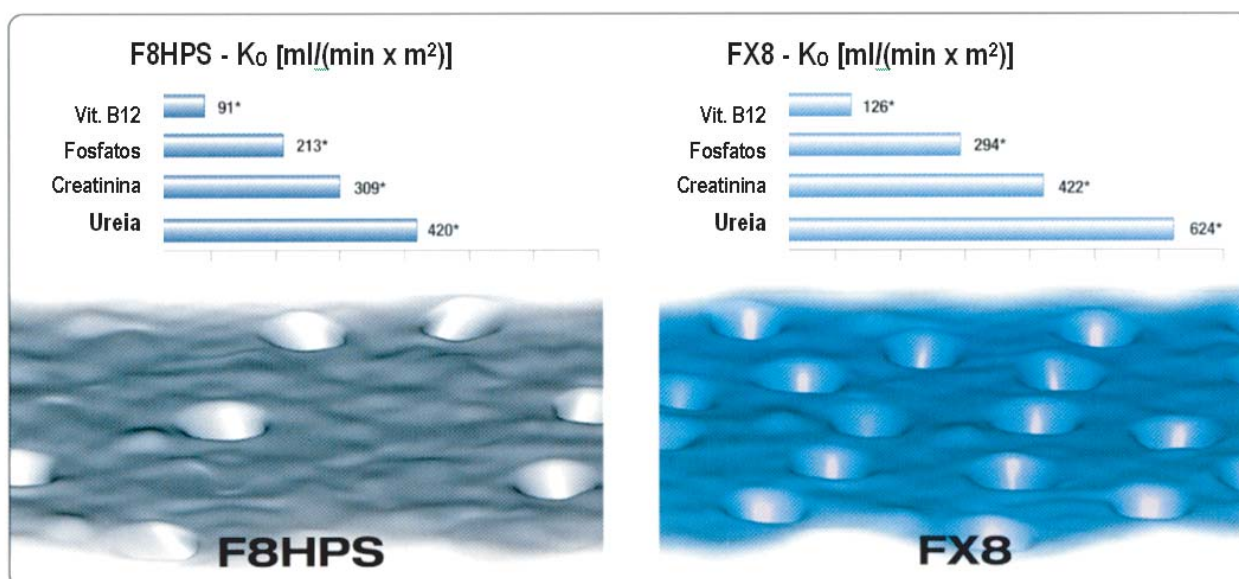 F8HPS - K₀ [ml/(min x m²)]
Vit. B12 91*
Fosfatos 213*
Creatinina 309*
Ureia 420*
F8HPS
FX8 - K₀ [ml/(min x m²)]
Vit. B12 126*
Fosfatos 294*
Creatinina 422*
Ureia 624*
FX8